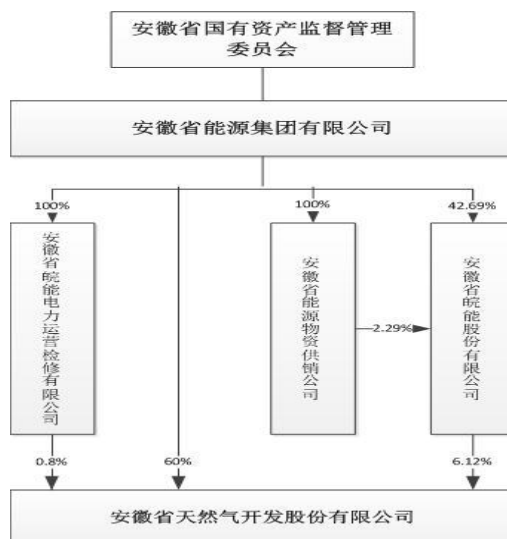 安徽省国有资产监督管理
委员会
安徽省能源集团有限公司
100%
100%
42.69%
安徽省皖能电力运营检修有限公司
安徽省能源物资供销公司
2.29%
安徽省皖能股份有限公司
0.8%
60%
6.12%
安徽省天然气开发股份有限公司